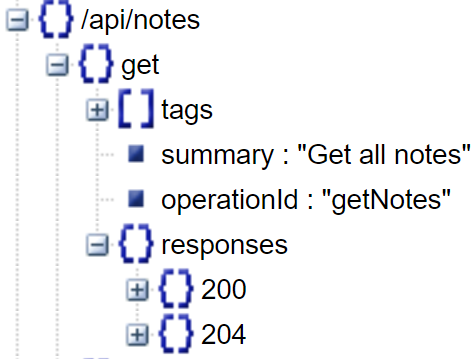 /api/notes
get
tags
summary : "Get all notes"
operationId : "getNotes"
responses
200
204